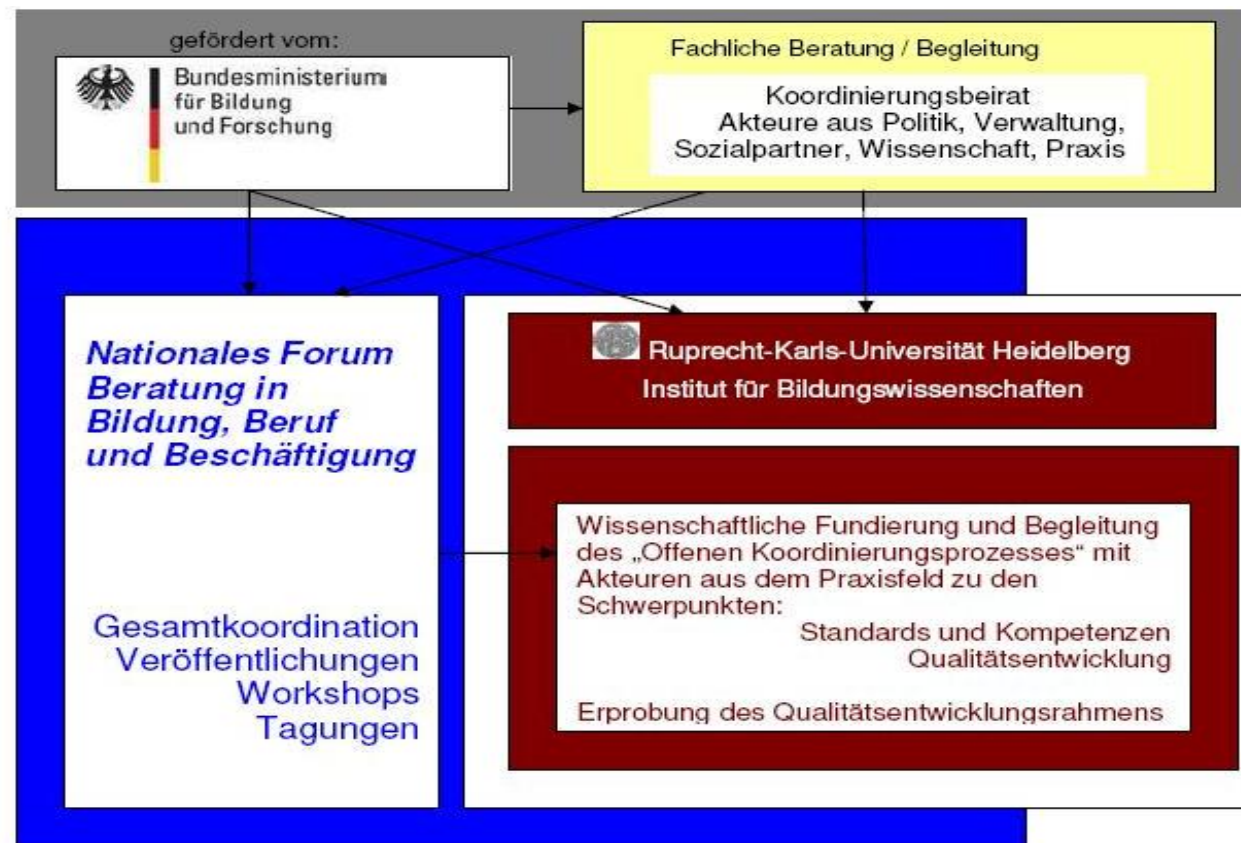 gefördert vom:
Bundesministerium
für Bildung
und Forschung
Fachliche Beratung / Begleitung
Koordinierungsbeirat
Akteure aus Politik, Verwaltung,
Sozialpartner, Wissenschaft, Praxis
Nationales Forum
Beratung in
Bildung, Beruf
und Beschäftigung
Gesamtkoordination
Veröffentlichungen
Workshops
Tagungen
Ruprecht-Karls-Universität Heidelberg
Institut für Bildungswissenschaften
Wissenschaftliche Fundierung und Begleitung
des „Offenen Koordinierungsprozesses“ mit
Akteuren aus dem Praxisfeld zu den
Schwerpunkten:
Standards und Kompetenzen
Qualitätsentwicklung
Erprobung des Qualitätsentwicklungsrahmens